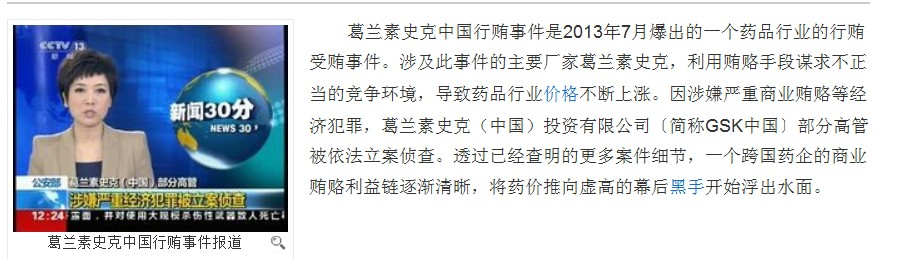 CCTV 13
新闻30分
NEWS 30'
公安部
葛兰素史克（中国）部分高管
涉嫌严重经济犯罪被立案侦查
12:24 露面，并对使用大规模杀伤性武器致人死亡
葛兰素史克中国行贿事件报道
葛兰素史克中国行贿事件是2013年7月爆出的一个药品行业的行贿
受贿事件。涉及此事件的主要厂家葛兰素史克，利用贿赂手段谋求不正
当的竞争环境，导致药品行业价格不断上涨。因涉嫌严重商业贿赂等经
济犯罪，葛兰素史克（中国）投资有限公司〔简称GSK中国〕部分高管
被依法立案侦查。透过已经查明的更多案件细节，一个跨国药企的商业
贿赂利益链逐渐清晰，将药价推向虚高的幕后黑手开始浮出水面。